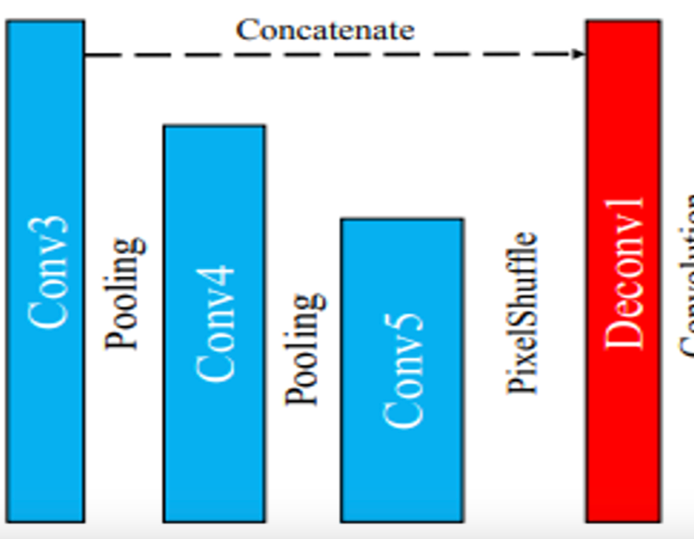 Concatenate
Conv3
Pooling
Conv4
Pooling
Conv5
PixelShuffle
Deconv1